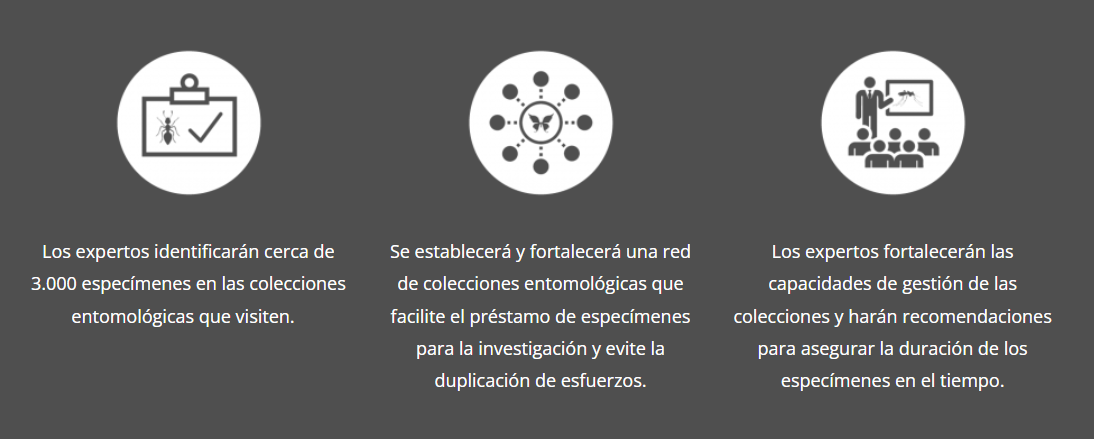 Los expertos identificarán cerca de
3.000 especímenes en las colecciones
entomológicas que visiten.
Se establecerá y fortalecerá una red
de colecciones entomológicas que
facilite el préstamo de especímenes
para la investigación y evite la
duplicación de esfuerzos.
Los expertos fortalecerán las
capacidades de gestión de las
colecciones y harán recomendaciones
para asegurar la duración de los
especímenes en el tiempo.